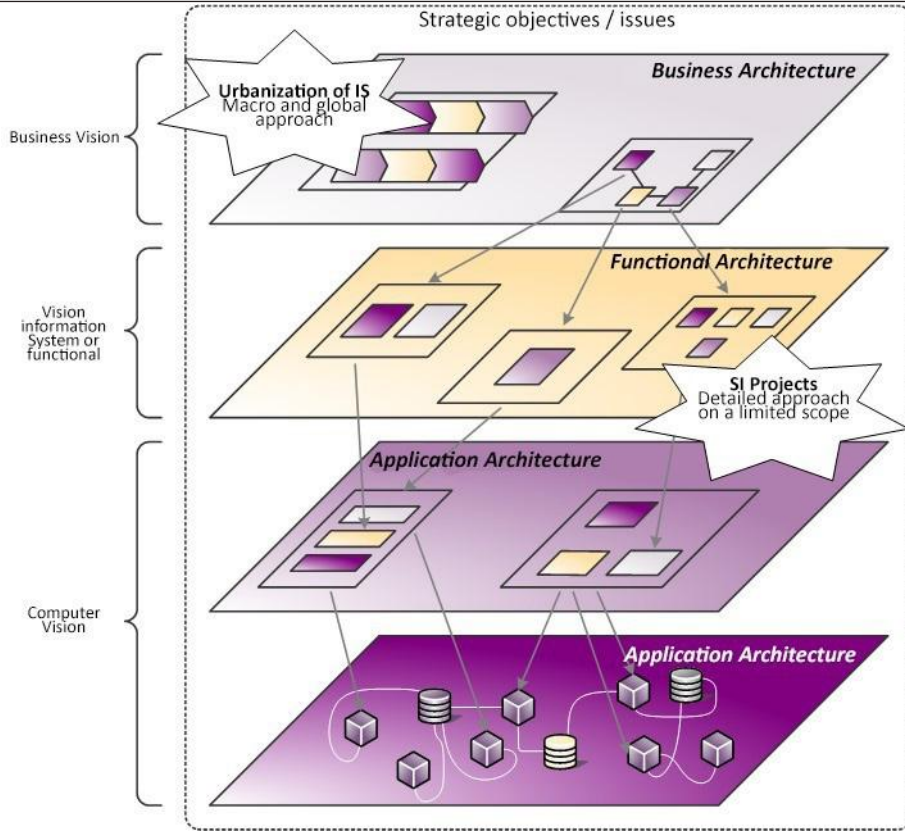 Strategic objectives / issues
Business Architecture
Urbanization of IS
Macro and global
approach
Business Vision
Functional Architecture
Vision
information
System or
functional
SI Projects
Detailed approach
on a limited scope
Application Architecture
Computer
Vision
Application Architecture